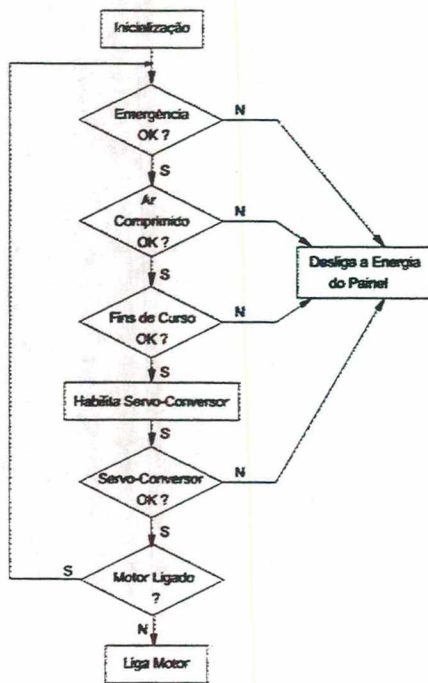 Inicialização
Emergência
OK ?
N
S
Ar
Comprimido
OK ?
N
S
Desliga a Energia
do Painel
Fins de Curso
OK ?
N
S
Habilita Servo-Conversor
S
Servo-Conversor
OK ?
N
S
Motor Ligado
?
S
N
Liga Motor